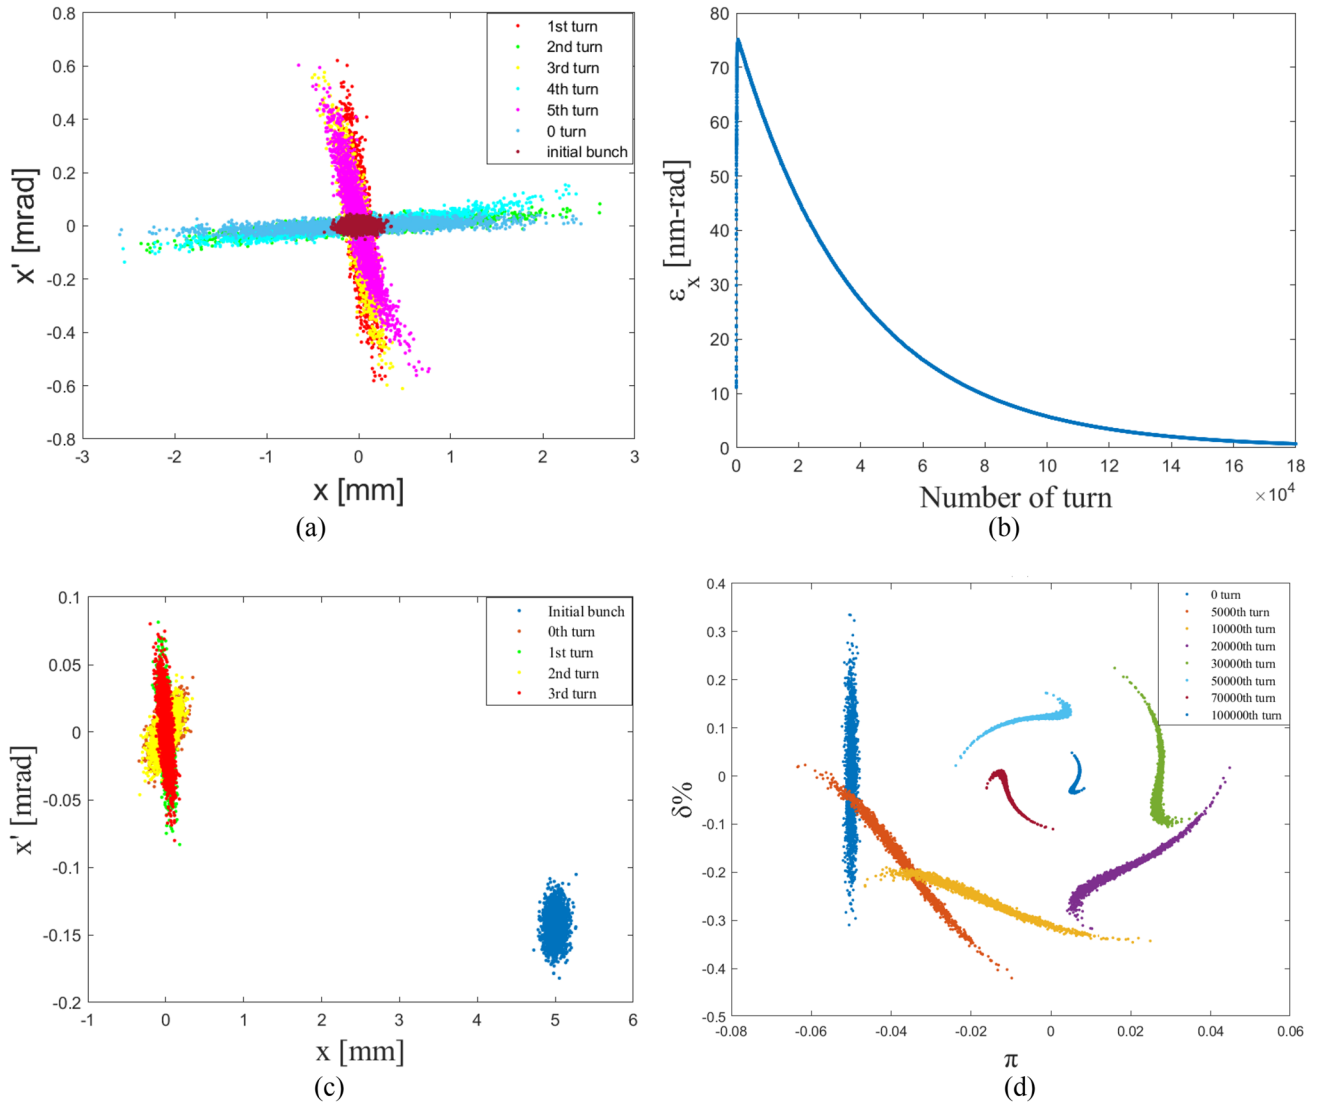 0.8
0.6
0.4
0.2
0
-0.2
-0.4
-0.6
-0.8
-3
-2
-1
0
1
2
3
x' [mrad]
x [mm]
1st turn
2nd turn
3rd turn
4th turn
5th turn
0 turn
initial bunch
(a)
80
70
60
50
40
30
20
10
0
0
2
4
6
8
10
12
14
16
18
×10⁴
εₓ [nm-rad]
Number of turn
(b)
0.1
0.05
0
-0.05
-0.1
-0.15
-0.2
-1
0
1
2
3
4
5
6
x' [mrad]
x [mm]
Initial bunch
0th turn
1st turn
2nd turn
3rd turn
(c)
0.4
0.3
0.2
0.1
0
-0.1
-0.2
-0.3
-0.4
-0.5
-0.08
-0.06
-0.04
-0.02
0
0.02
0.04
0.06
δ%
π
0 turn
5000th turn
10000th turn
20000th turn
30000th turn
50000th turn
70000th turn
100000th turn
(d)